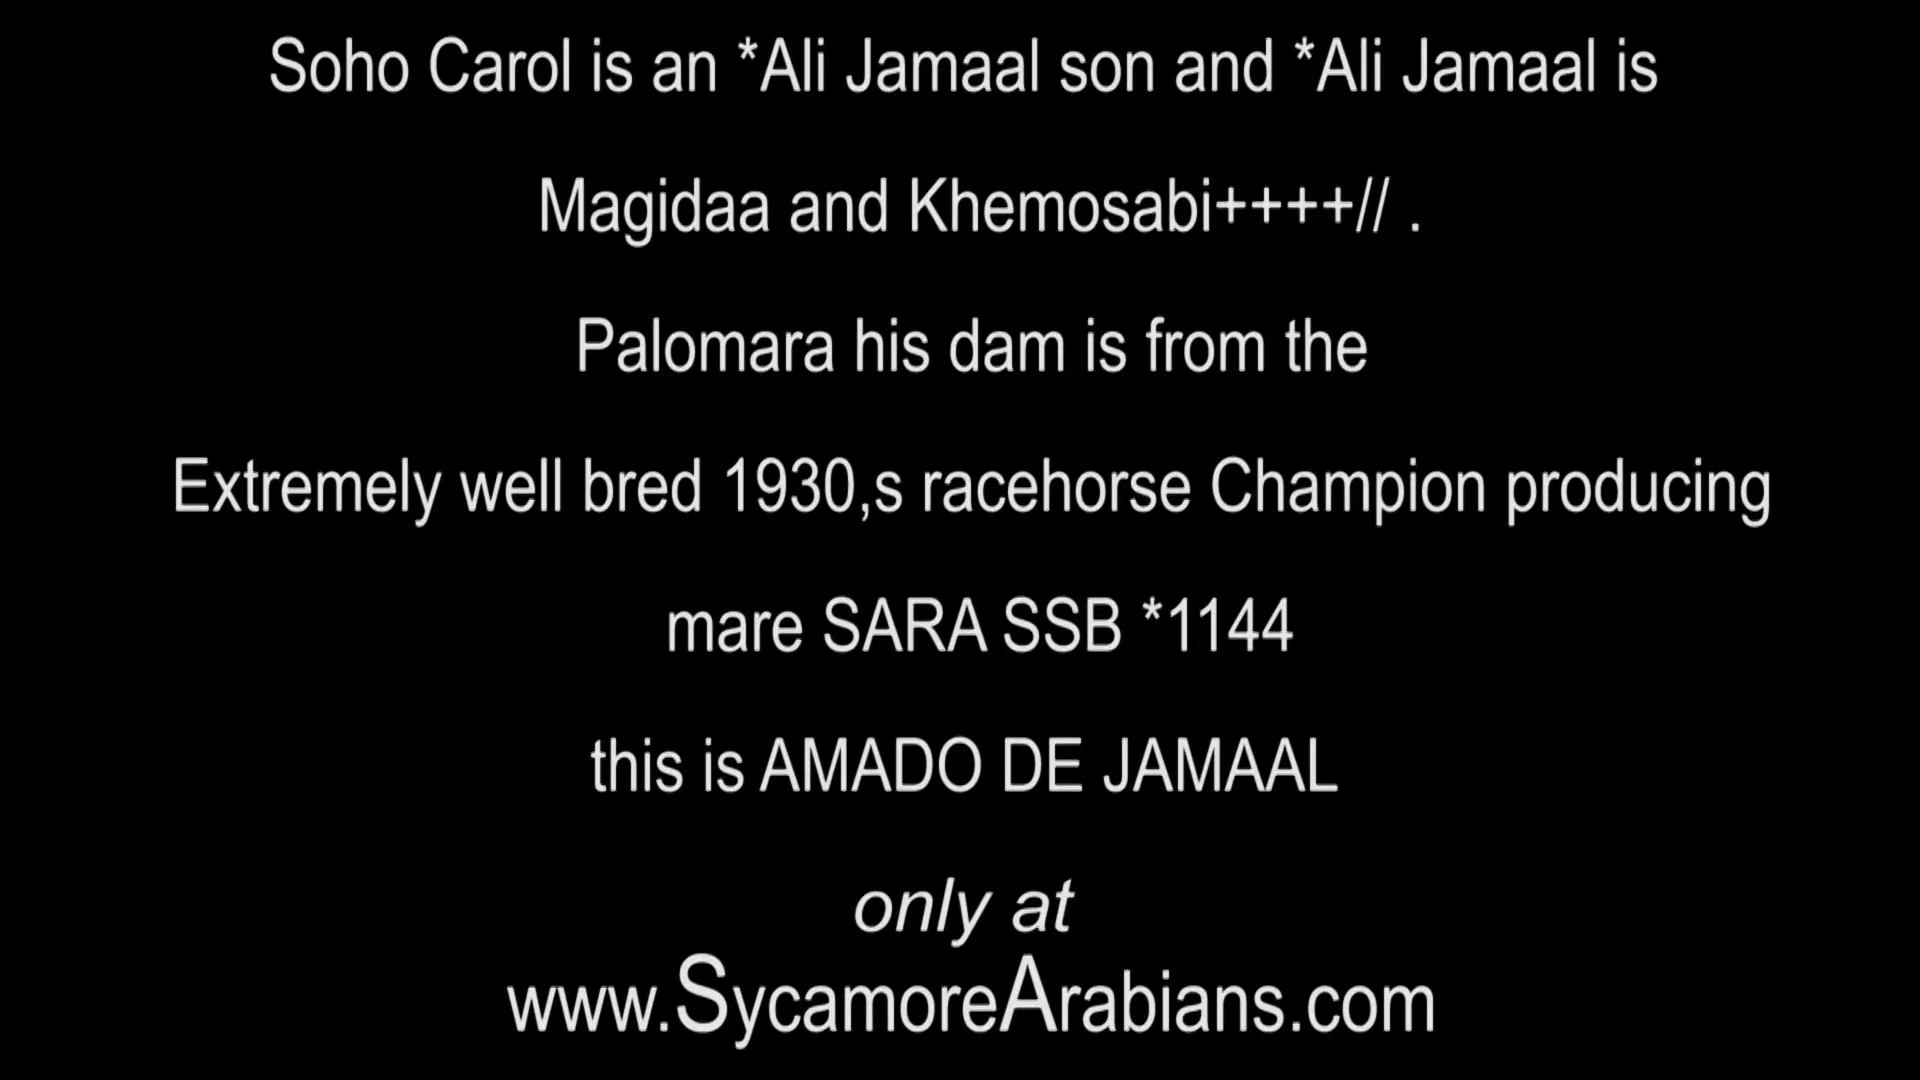 Soho Carol is an *Ali Jamaal son and *Ali Jamaal is
Magidaa and Khemosabi++++// .
Palomara his dam is from the
Extremely well bred 1930,s racehorse Champion producing
mare SARA SSB *1144
this is AMADO DE JAMAAL
only at
www.SycamoreArabians.com